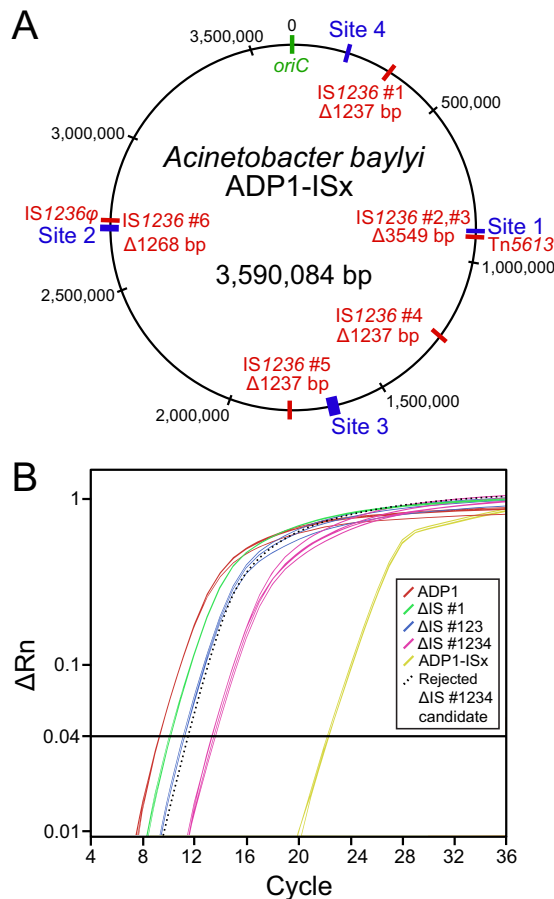 A
0
oriC
Site 4
IS1236 #1
Δ1237 bp
500,000
3,500,000
3,000,000
Acinetobacter baylyi
ADP1-ISx
3,590,084 bp
IS1236φ
Site 2
IS1236 #6
Δ1268 bp
IS1236 #2,#3
Δ3549 bp
Site 1
Tn5613
1,000,000
2,500,000
IS1236 #4
Δ1237 bp
IS1236 #5
Δ1237 bp
1,500,000
2,000,000
Site 3
B
1
0.1
0.04
0.01
ΔRn
ADP1
ΔIS #1
ΔIS #123
ΔIS #1234
ADP1-ISx
Rejected
ΔIS #1234
candidate
4 8 12 16 20 24 28 32 36
Cycle